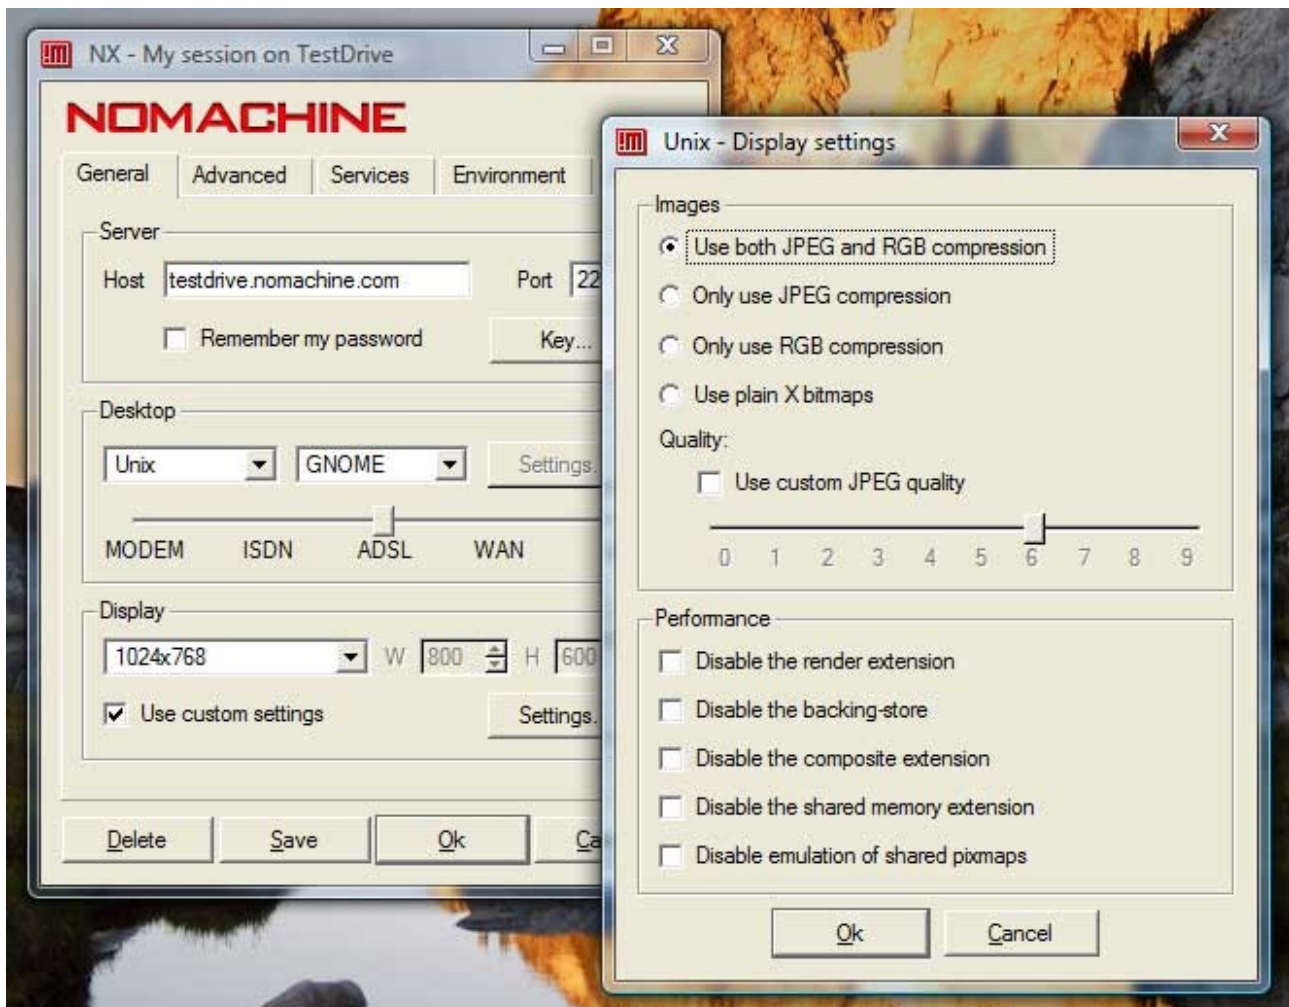 !M NX - My session on TestDrive
NOMACHINE
General Advanced Services Environment
Server
Host testdrive.nomachine.com Port 22
Remember my password Key...
Desktop
Unix GNOME Settings.
MODEM ISDN ADSL WAN
Display
1024x768 W 800 H 600
Use custom settings Settings.
Delete Save Ok Ca
!M Unix - Display settings
Images
Use both JPEG and RGB compression
Only use JPEG compression
Only use RGB compression
Use plain X bitmaps
Quality:
Use custom JPEG quality
0 1 2 3 4 5 6 7 8 9
Performance
Disable the render extension
Disable the backing-store
Disable the composite extension
Disable the shared memory extension
Disable emulation of shared pixmaps
Ok Cancel